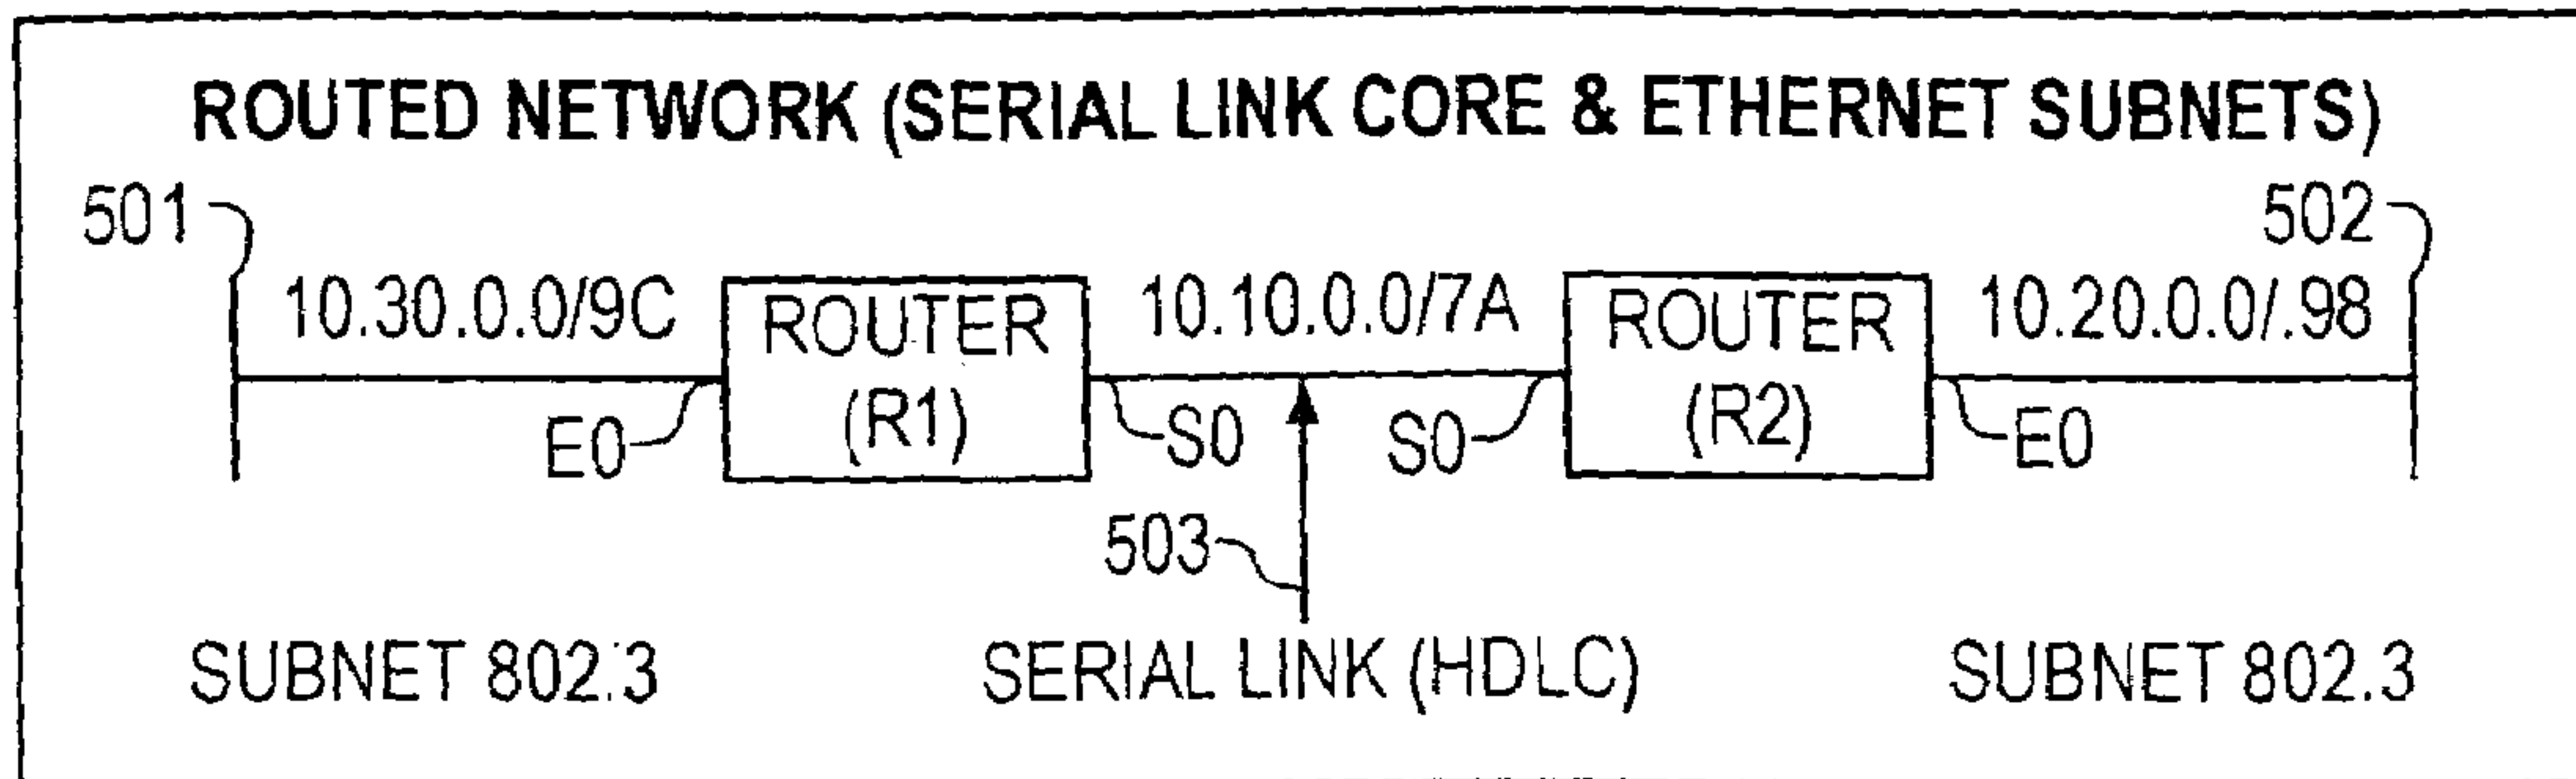 ROUTED NETWORK (SERIAL LINK CORE & ETHERNET SUBNETS)
501
502
10.30.0.0/9C
ROUTER
(R1)
10.10.0.0/7A
ROUTER
(R2)
10.20.0.0/.98
E0
S0
S0
E0
503
SUBNET 802.3
SERIAL LINK (HDLC)
SUBNET 802.3